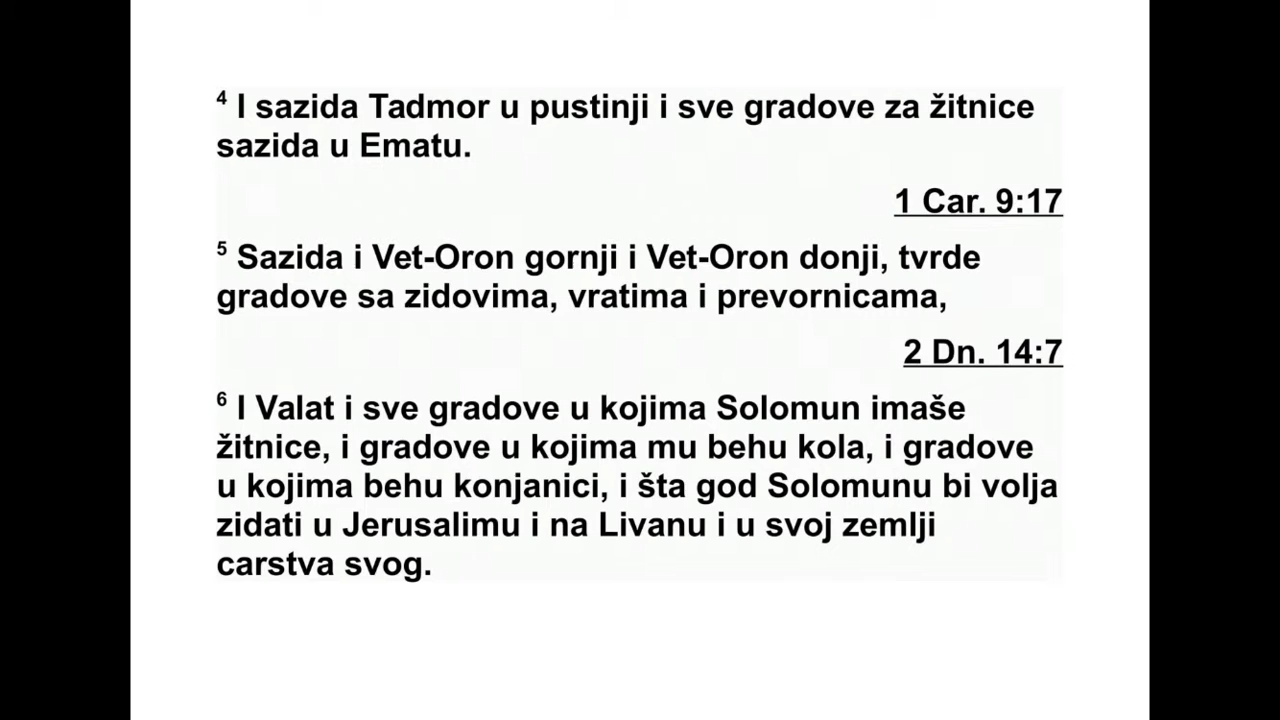 4 I sazida Tadmor u pustinji i sve gradove za žitnice
sazida u Ematu.
1 Car. 9:17
5 Sazida i Vet-Oron gornji i Vet-Oron donji, tvrde
gradove sa zidovima, vratima i prevornicama,
2 Dn. 14:7
6 I Valat i sve gradove u kojima Solomun imaše
žitnice, i gradove u kojima mu behu kola, i gradove
u kojima behu konjanici, i šta god Solomunu bi volja
zidati u Jerusalimu i na Livanu i u svoj zemlji
carstva svog.